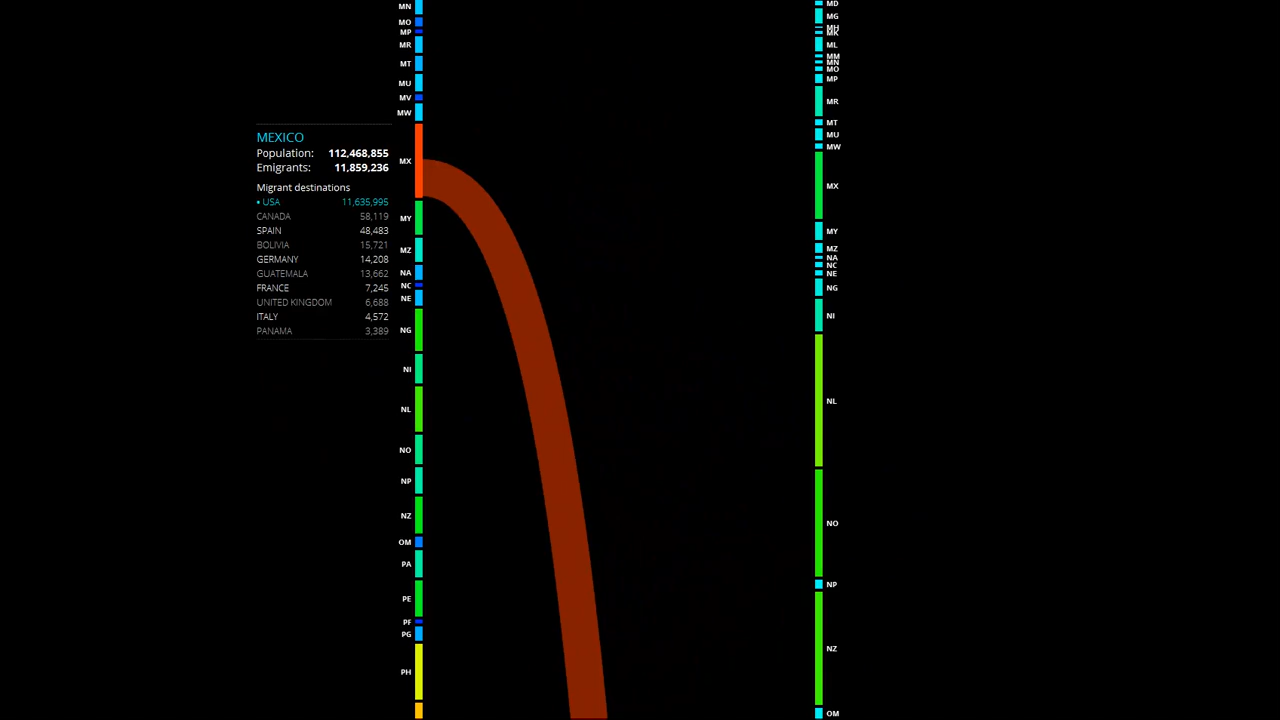 MN
MO
MP
MR
MT
MU
MV
MW
MEXICO
Population: 112,468,855
Emigrants: 11,859,236
Migrant destinations
• USA 11,635,995
CANADA 58,119
SPAIN 48,483
BOLIVIA 15,721
GERMANY 14,208
GUATEMALA 13,662
FRANCE 7,245
UNITED KINGDOM 6,688
ITALY 4,572
PANAMA 3,389
MX
MY
MZ
NA
NC
NE
NG
NI
NL
NO
NP
NZ
OM
PA
PE
PF
PG
PH
MD
MG
MH
MK
ML
MM
MN
MO
MP
MR
MT
MU
MW
MX
MY
MZ
NA
NC
NE
NG
NI
NL
NO
NP
NZ
OM